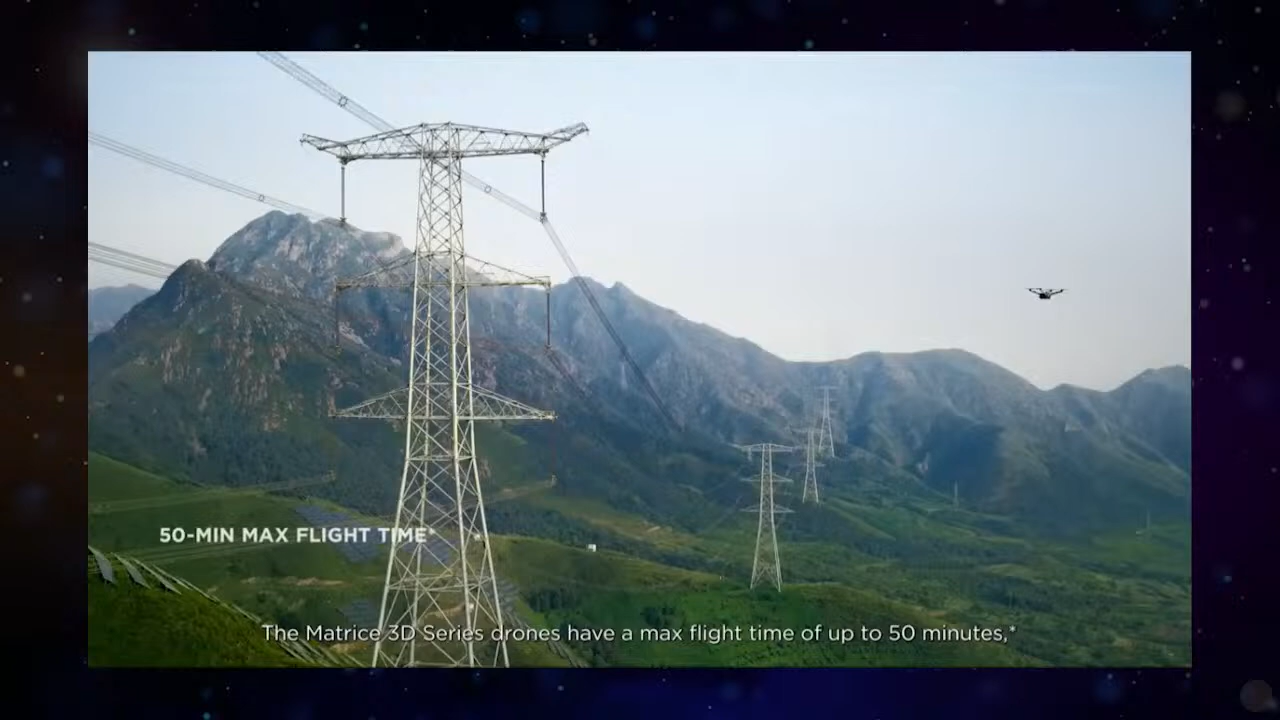 50-MIN MAX FLIGHT TIME*
The Matrice 3D Series drones have a max flight time of up to 50 minutes,*